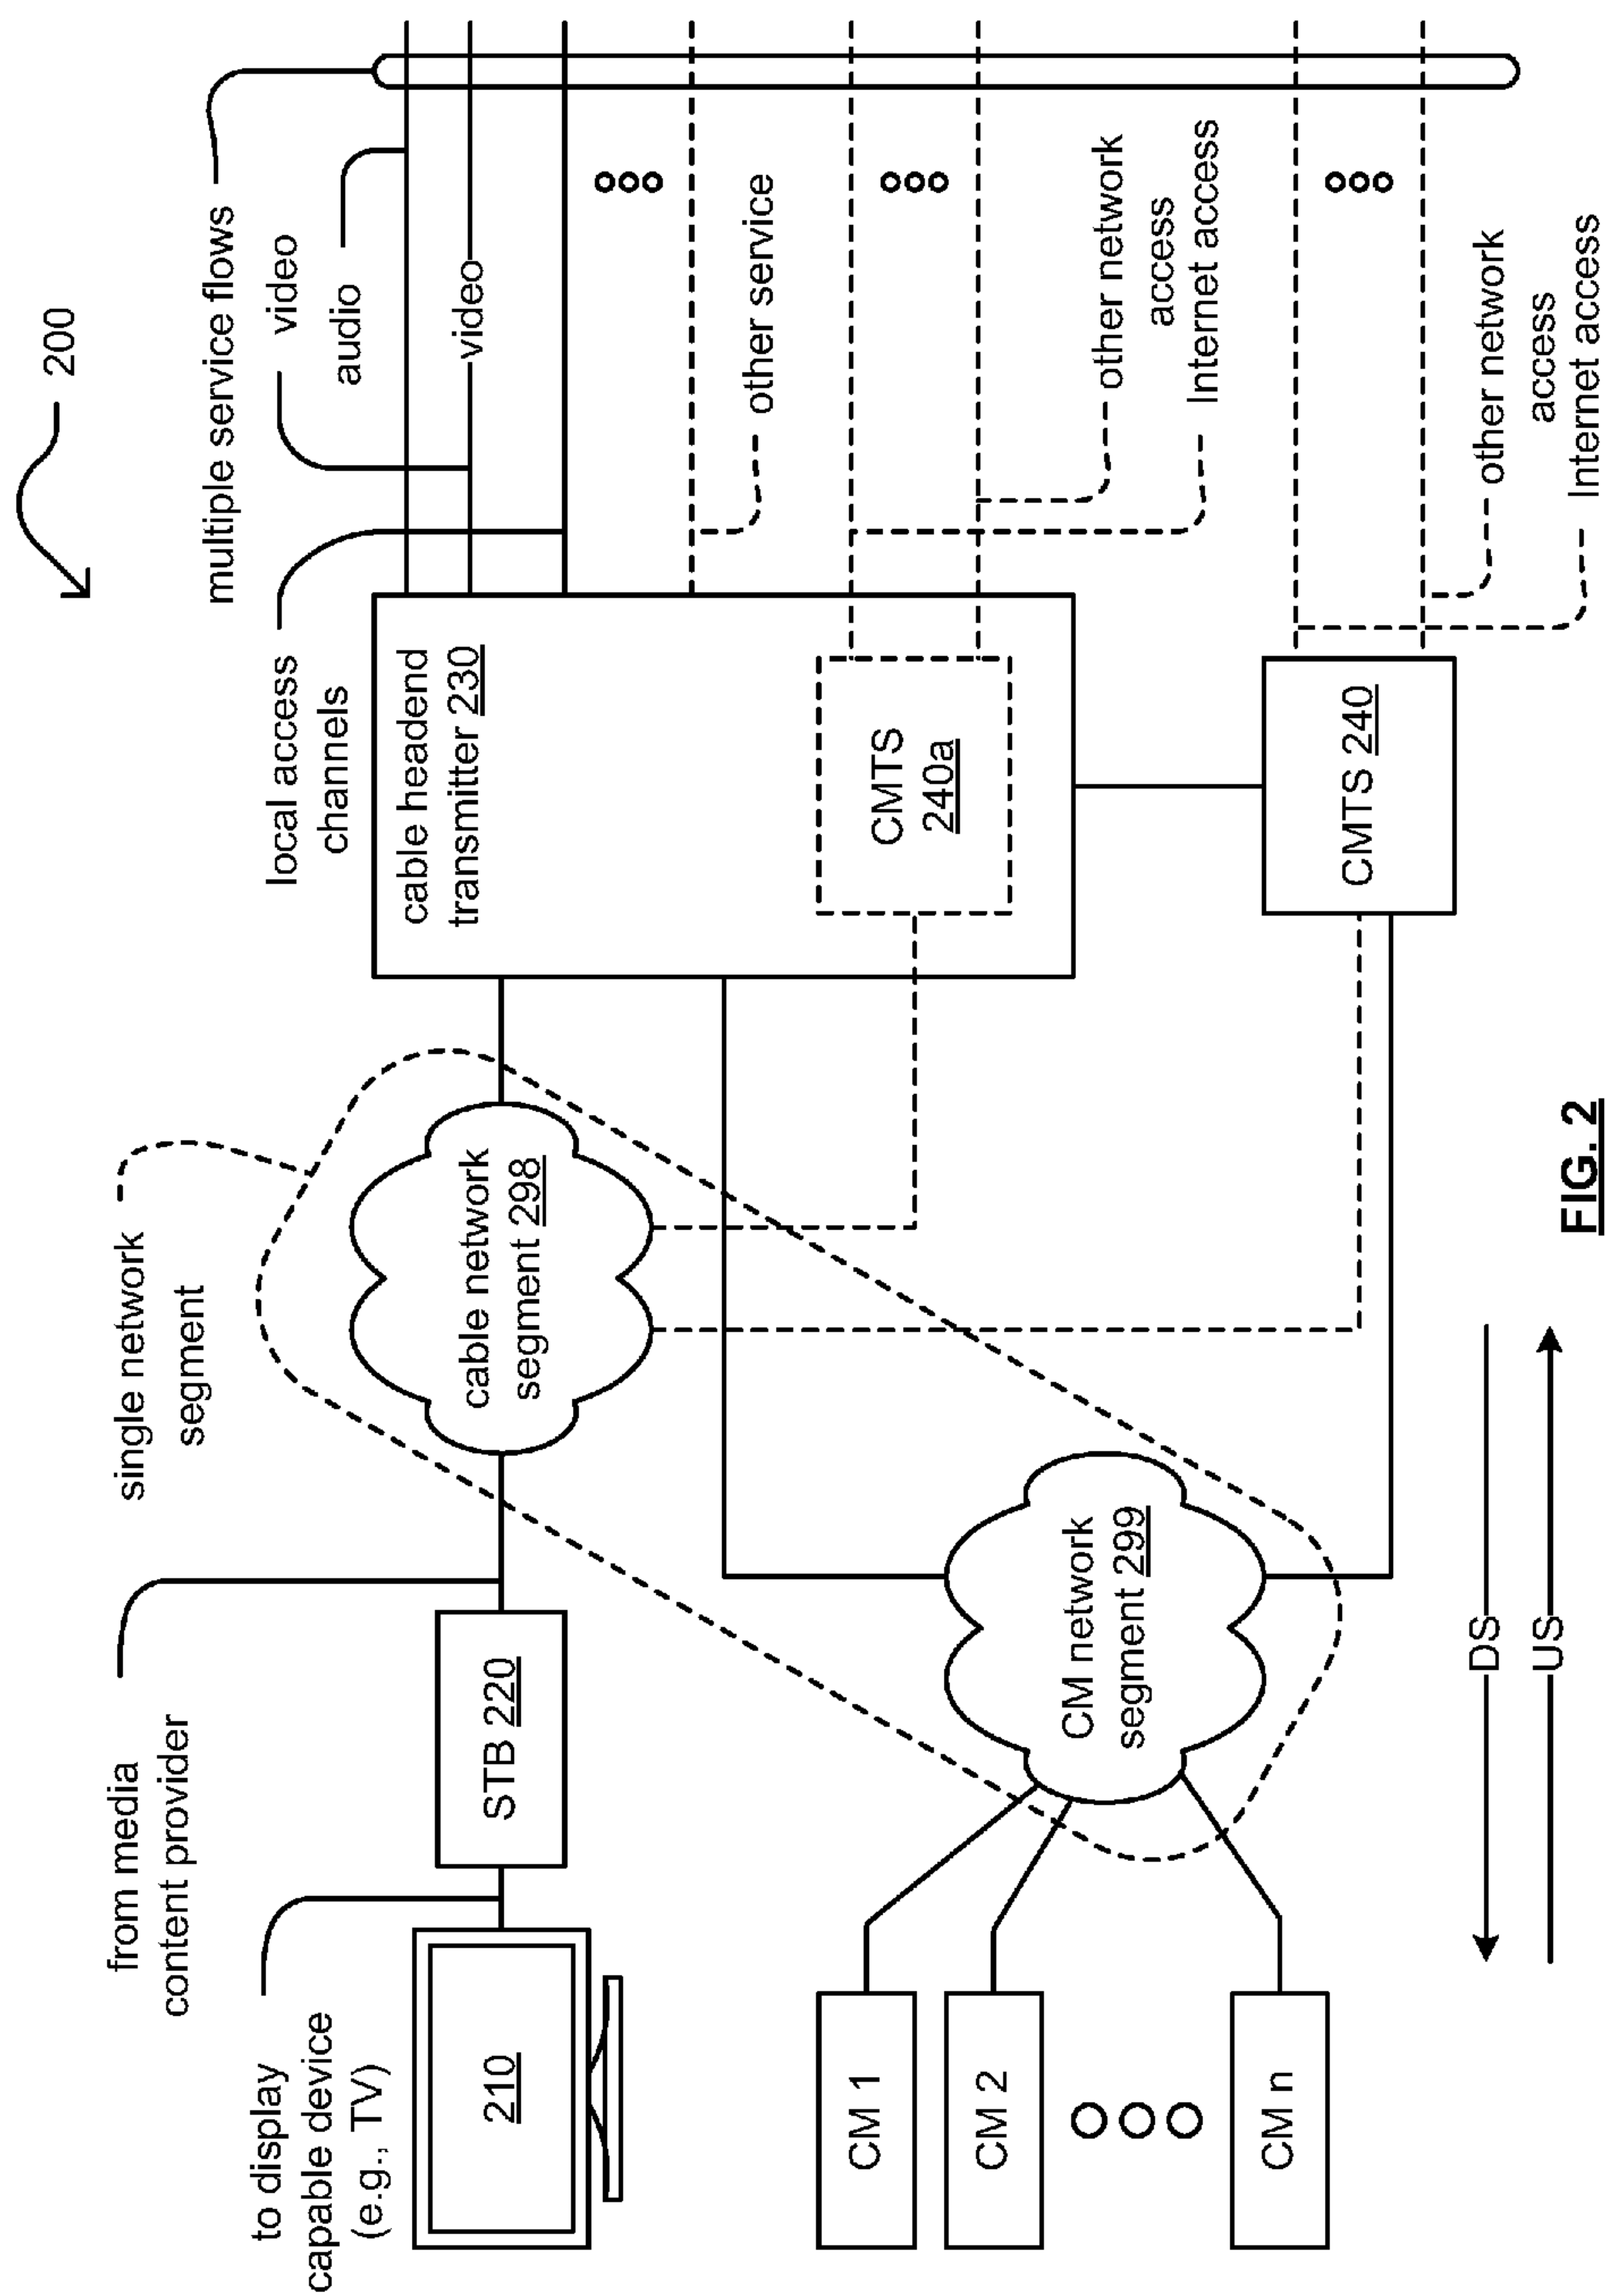 200
multiple service flows
video
audio
video
local access
channels
cable headend
transmitter 230
other service
CMTS
240a
other network
access
Internet access
CMTS 240
other network
access
Internet access
single network
segment
cable network
segment 298
from media
content provider
STB 220
to display
capable device
(e.g., TV)
210
CM network
segment 299
CM 1
CM 2
CM n
DS
US
FIG. 2